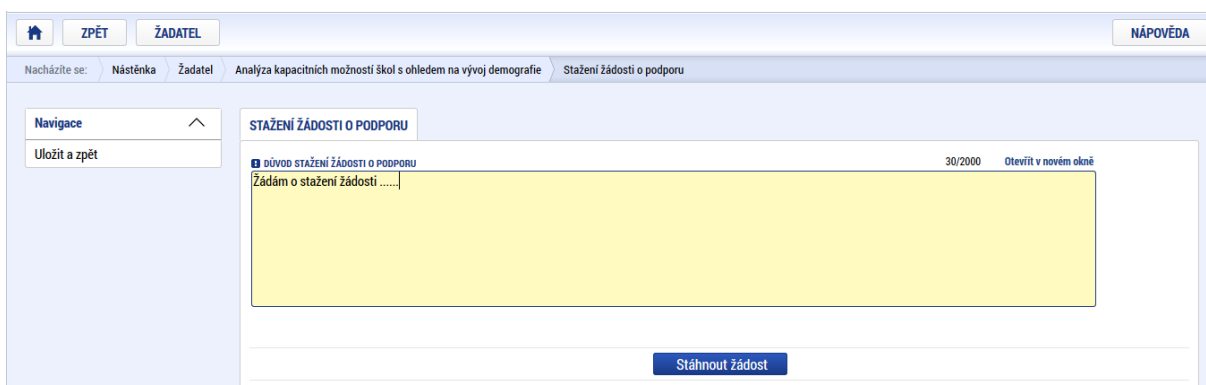 ZPĚT ŽADATEL NÁPOVĚDA
Nacházíte se: Nástěnka Žadatel Analýza kapacitních možností škol s ohledem na vývoj demografie Stažení žádosti o podporu
Navigace
Uložit a zpět
STAŽENÍ ŽÁDOSTI O PODPORU
DŮVOD STAŽENÍ ŽÁDOSTI O PODPORU 30/2000 Otevřít v novém okně
Žádám o stažení žádosti ......
Stáhnout žádost